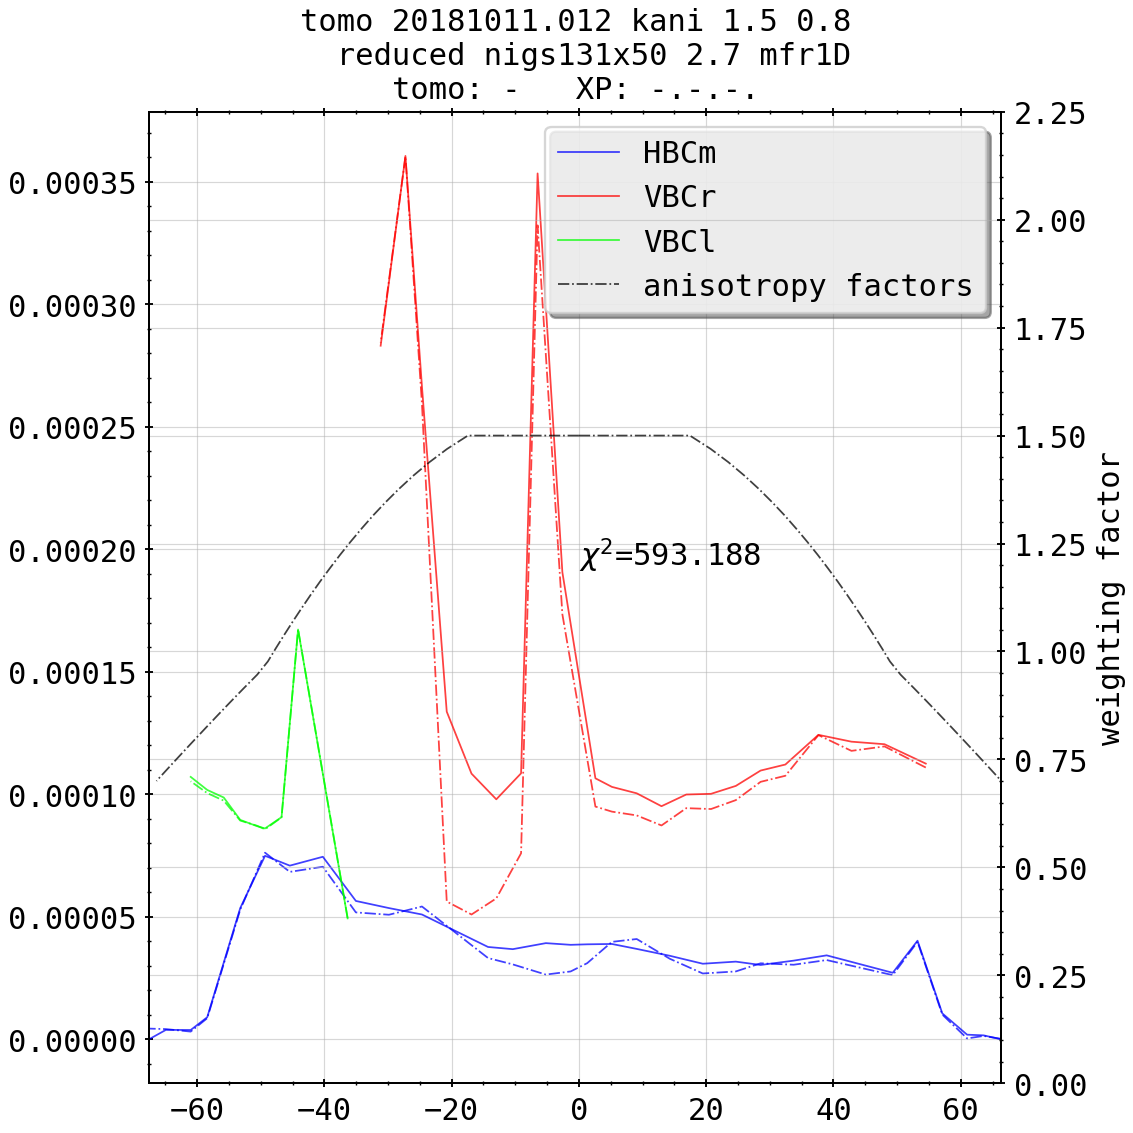 tomo 20181011.012 kani 1.5 0.8
reduced nigs131x50 2.7 mfr1D
tomo: -   XP: -.-.-.
HBCm
VBCr
VBCl
anisotropy factors
χ²=593.188
0.00035
0.00030
0.00025
0.00020
0.00015
0.00010
0.00005
0.00000
2.25
2.00
1.75
1.50
1.25
1.00
0.75
0.50
0.25
0.00
weighting factor
−60
−40
−20
0
20
40
60